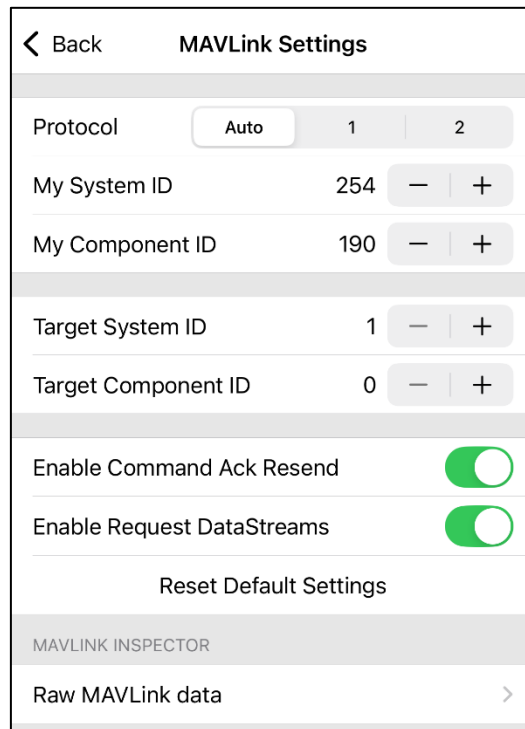 Back MAVLink Settings
Protocol Auto 1 2
My System ID 254 − +
My Component ID 190 − +
Target System ID 1 − +
Target Component ID 0 − +
Enable Command Ack Resend
Enable Request DataStreams
Reset Default Settings
MAVLINK INSPECTOR
Raw MAVLink data